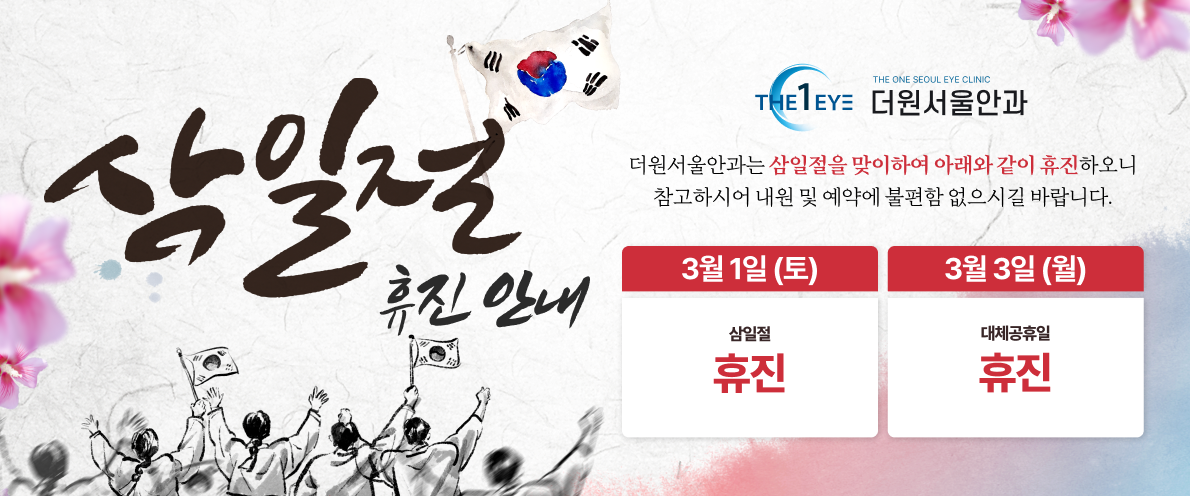 삼일절
휴진 안내
THE 1 EYE
THE ONE SEOUL EYE CLINIC
더원서울안과
더원서울안과는 삼일절을 맞이하여 아래와 같이 휴진하오니
참고하시어 내원 및 예약에 불편함 없으시길 바랍니다.
3월 1일 (토)
삼일절
휴진
3월 3일 (월)
대체공휴일
휴진